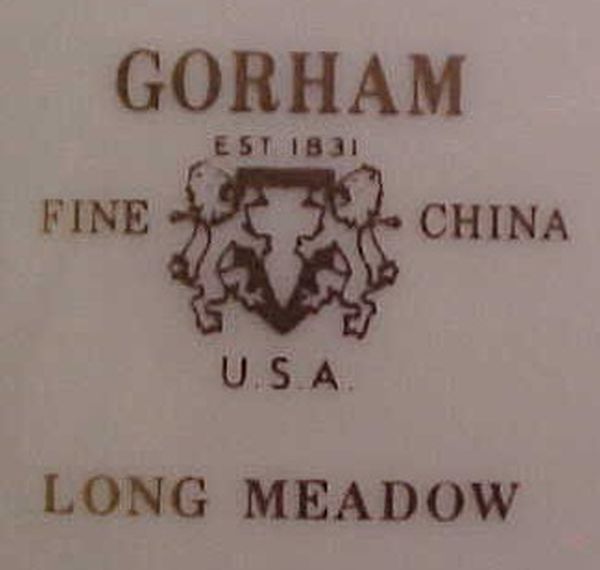 GORHAM
EST 1831
FINE CHINA
U.S.A.
LONG MEADOW